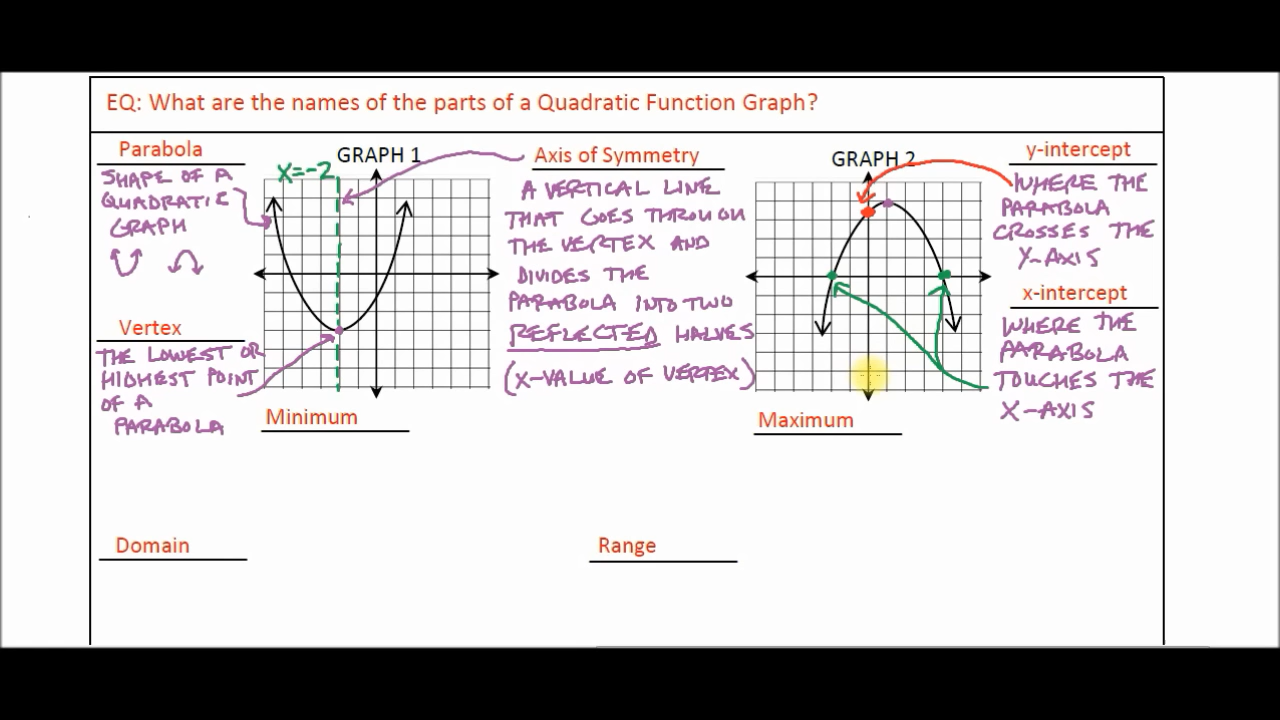 EQ: What are the names of the parts of a Quadratic Function Graph?
Parabola
SHAPE OF A
QUADRATIC
GRAPH
Vertex
THE LOWEST OR
HIGHEST POINT
OF A
PARABOLA
GRAPH 1
X=-2
Minimum
Axis of Symmetry
A VERTICAL LINE
THAT GOES THROUGH
THE VERTEX AND
DIVIDES THE
PARABOLA INTO TWO
REFLECTED HALVES
(X-VALUE OF VERTEX)
GRAPH 2
Maximum
y-intercept
WHERE THE
PARABOLA
CROSSES THE
Y-AXIS
x-intercept
WHERE THE
PARABOLA
TOUCHES THE
X-AXIS
Domain
Range